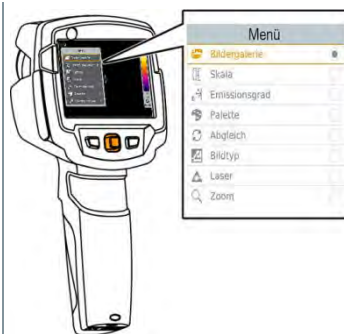 Menü
Bildergalerie
Skala
Emissionsgrad
Palette
Abgleich
Bildtyp
Laser
Zoom